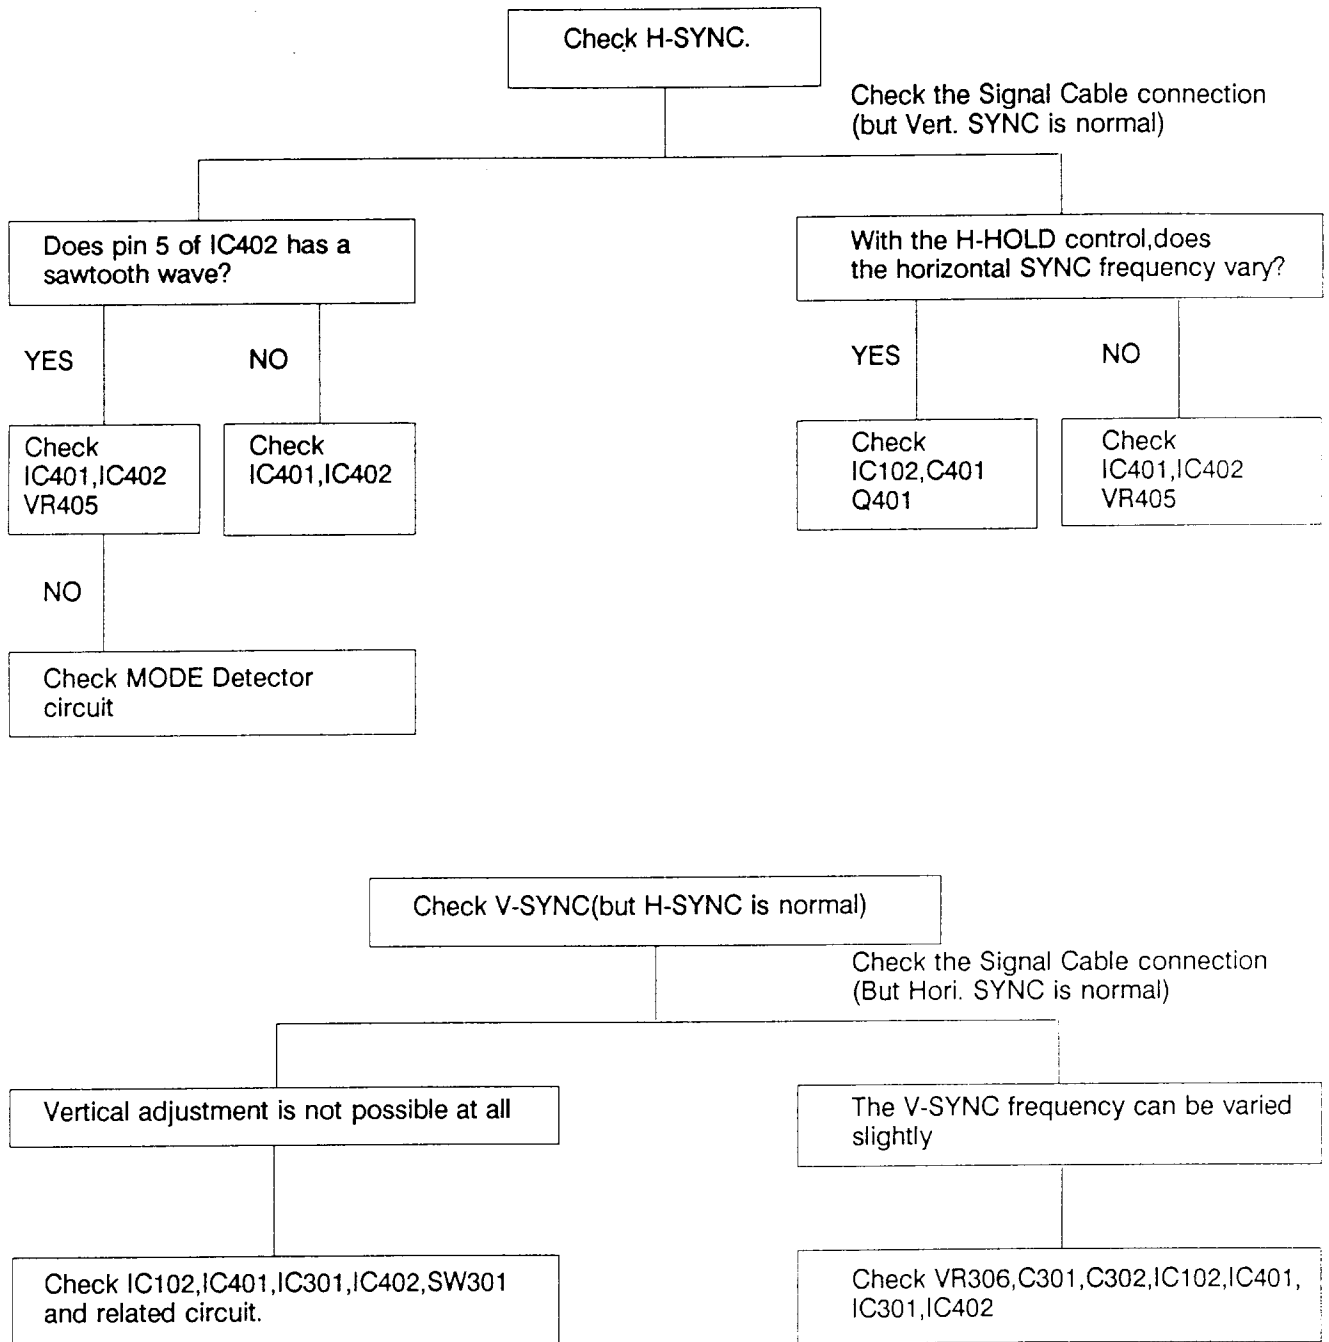 Check H-SYNC.
Check the Signal Cable connection
(but Vert. SYNC is normal)
Does pin 5 of IC402 has a
sawtooth wave?
YES
NO
Check
IC401,IC402
VR405
Check
IC401,IC402
NO
Check MODE Detector
circuit
With the H-HOLD control,does
the horizontal SYNC frequency vary?
YES
NO
Check
IC102,C401
Q401
Check
IC401,IC402
VR405
Check V-SYNC(but H-SYNC is normal)
Check the Signal Cable connection
(But Hori. SYNC is normal)
Vertical adjustment is not possible at all
Check IC102,IC401,IC301,IC402,SW301
and related circuit.
The V-SYNC frequency can be varied
slightly
Check VR306,C301,C302,IC102,IC401,
IC301,IC402